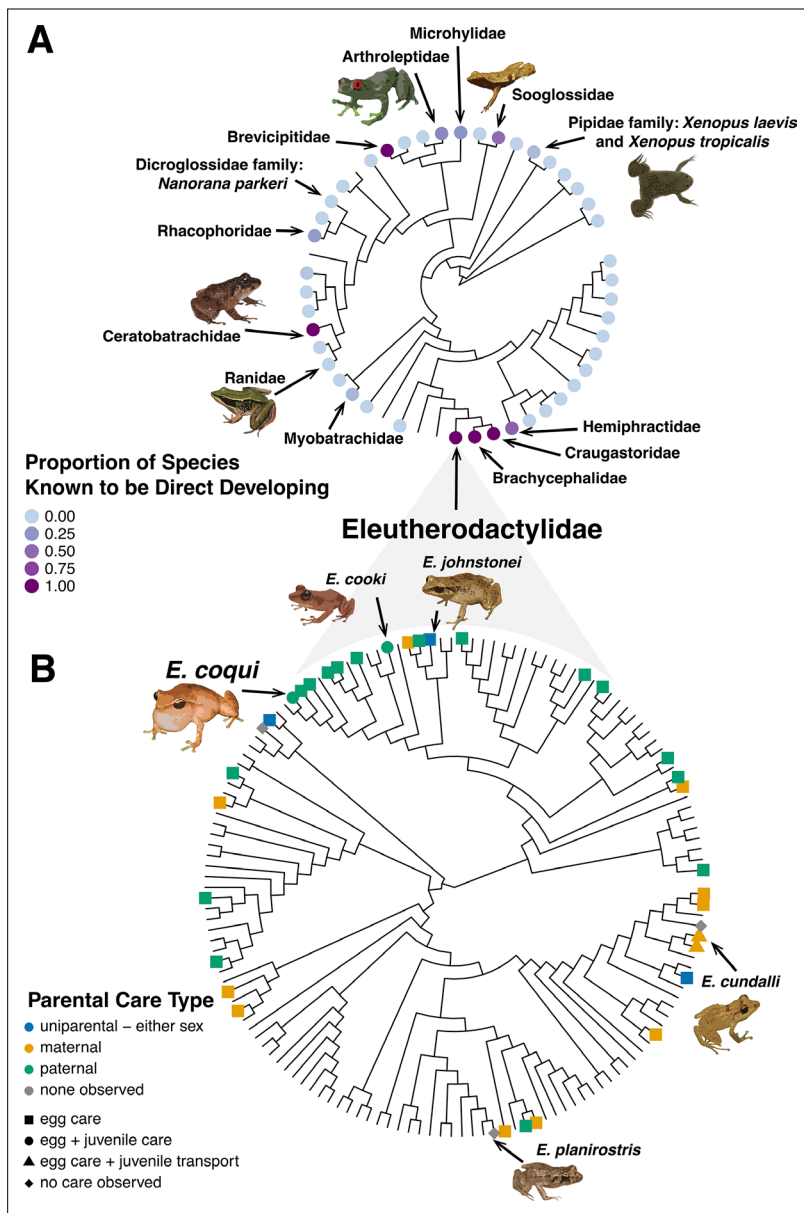 A
Microhylidae
Arthroleptidae
Sooglossidae
Brevicipitidae
Pipidae family: Xenopus laevis
and Xenopus tropicalis
Dicroglossidae family:
Nanorana parkeri
Rhacophoridae
Ceratobatrachidae
Ranidae
Myobatrachidae
Hemiphractidae
Craugastoridae
Brachycephalidae
Proportion of Species
Known to be Direct Developing
0.00
0.25
0.50
0.75
1.00
Eleutherodactylidae
E. johnstonei
E. cooki
B
E. coqui
E. cundalli
E. planirostris
Parental Care Type
uniparental – either sex
maternal
paternal
none observed
egg care
egg + juvenile care
egg care + juvenile transport
no care observed